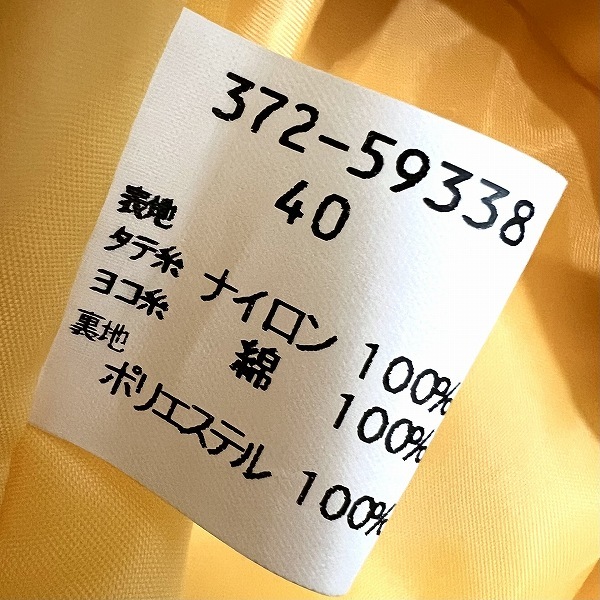 372-59338
40
表地
タテ糸 ナイロン 100%
ヨコ糸 綿 100%
裏地
ポリエステル 100%